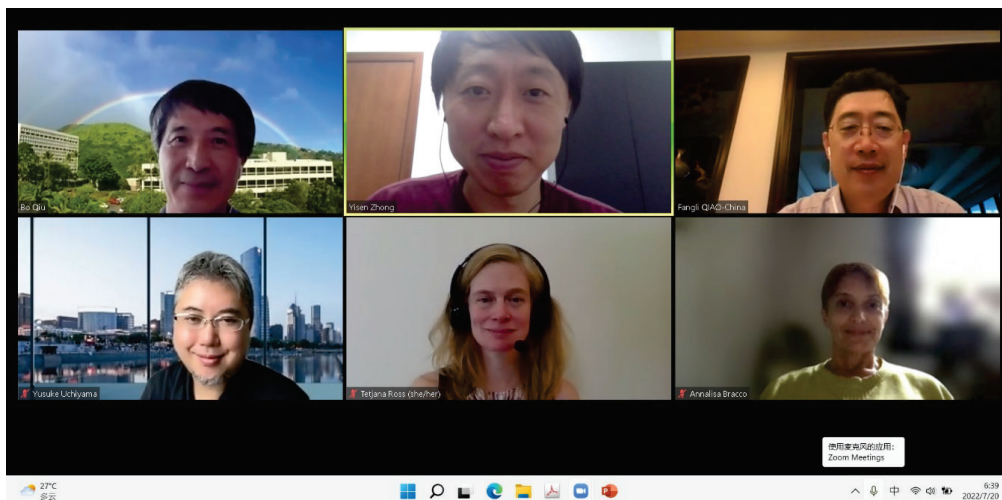 Bo Qiu
Yisen Zhong
Fangli QIAO-China
Yusuke Uchiyama
Tetjana Ross (she/her)
Annalisa Bracco
使用麦克风的应用:
Zoom Meetings
27°C
多云
中
6:39
2022/7/20